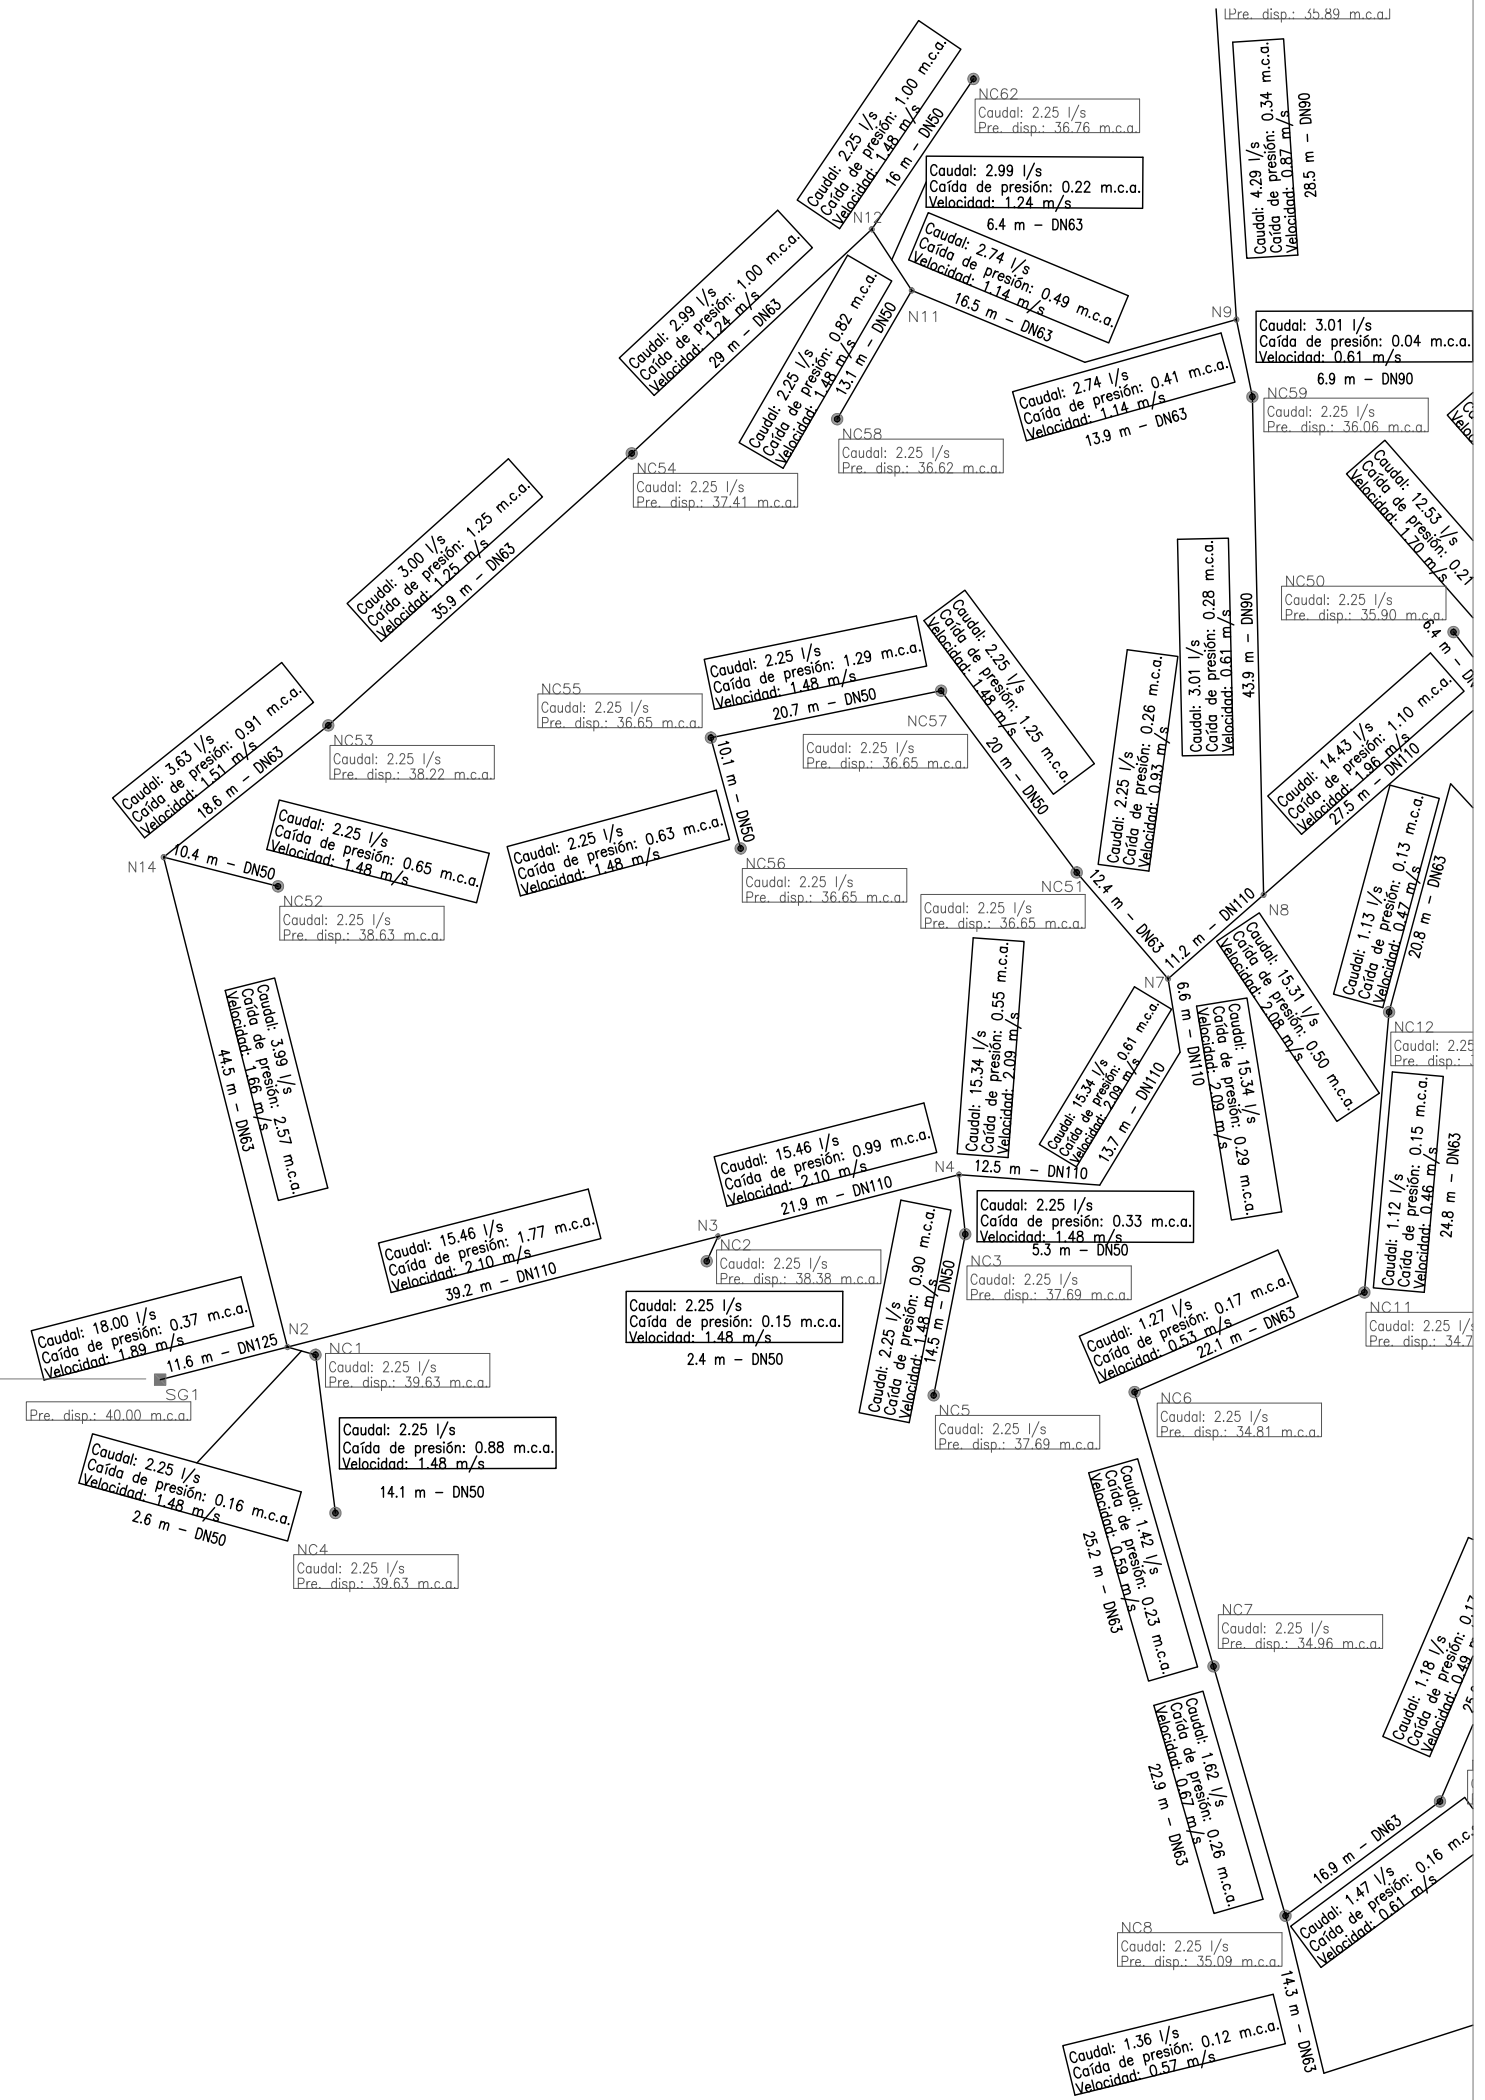 Pre. disp.: 35.89 m.c.a.
Caudal: 4.29 l/s
Caída de presión: 0.34 m.c.a.
Velocidad: 0.87 m/s
28.5 m – DN90
Caudal: 2.25 l/s
Caída de presión: 1.00 m.c.a.
Velocidad: 1.48 m/s
16 m – DN50
NC62
Caudal: 2.25 l/s
Pre. disp.: 36.76 m.c.a.
Caudal: 2.99 l/s
Caída de presión: 0.22 m.c.a.
Velocidad: 1.24 m/s
6.4 m – DN63
N12
Caudal: 2.74 l/s
Caída de presión: 0.49 m.c.a.
Velocidad: 1.14 m/s
16.5 m – DN63
N11
Caudal: 2.99 l/s
Caída de presión: 1.00 m.c.a.
Velocidad: 1.24 m/s
29 m – DN63
Caudal: 2.25 l/s
Caída de presión: 0.82 m.c.a.
Velocidad: 1.48 m/s
13.1 m – DN50
N9
Caudal: 3.01 l/s
Caída de presión: 0.04 m.c.a.
Velocidad: 0.61 m/s
6.9 m – DN90
Caudal: 2.74 l/s
Caída de presión: 0.41 m.c.a.
Velocidad: 1.14 m/s
13.9 m – DN63
NC59
Caudal: 2.25 l/s
Pre. disp.: 36.06 m.c.a.
NC58
Caudal: 2.25 l/s
Pre. disp.: 36.62 m.c.a.
NC54
Caudal: 2.25 l/s
Pre. disp.: 37.41 m.c.a.
Caudal: 12.53 l/s
Caída de presión: 0.21
Velocidad: 1.70 m/s
Caudal: 3.00 l/s
Caída de presión: 1.25 m.c.a.
Velocidad: 1.25 m/s
35.9 m – DN63
Caudal: 3.01 l/s
Caída de presión: 0.28 m.c.a.
Velocidad: 0.61 m/s
43.9 m – DN90
NC50
Caudal: 2.25 l/s
Pre. disp.: 35.90 m.c.a.
6.4 m –
Caudal: 2.25 l/s
Caída de presión: 1.29 m.c.a.
Velocidad: 1.48 m/s
20.7 m – DN50
Caudal: 2.25 l/s
Caída de presión: 1.25 m.c.a.
Velocidad: 1.48 m/s
20 m – DN50
Caudal: 2.25 l/s
Caída de presión: 0.26 m.c.a.
Velocidad: 0.93 m/s
12.4 m – DN63
Caudal: 14.43 l/s
Caída de presión: 1.10 m.c.a.
Velocidad: 1.96 m/s
27.5 m – DN110
NC55
Caudal: 2.25 l/s
Pre. disp.: 36.65 m.c.a.
NC57
Caudal: 2.25 l/s
Pre. disp.: 36.65 m.c.a.
NC53
Caudal: 2.25 l/s
Pre. disp.: 38.22 m.c.a.
Caudal: 3.63 l/s
Caída de presión: 0.91 m.c.a.
Velocidad: 1.51 m/s
18.6 m – DN63
N14
Caudal: 2.25 l/s
Caída de presión: 0.65 m.c.a.
Velocidad: 1.48 m/s
10.4 m – DN50
Caudal: 2.25 l/s
Caída de presión: 0.63 m.c.a.
Velocidad: 1.48 m/s
10.1 m – DN50
NC56
Caudal: 2.25 l/s
Pre. disp.: 36.65 m.c.a.
NC51
Caudal: 2.25 l/s
Pre. disp.: 36.65 m.c.a.
NC52
Caudal: 2.25 l/s
Pre. disp.: 38.63 m.c.a.
N8
11.2 m – DN110
Caudal: 15.31 l/s
Caída de presión: 0.50 m.c.a.
Velocidad: 2.08 m/s
Caudal: 1.13 l/s
Caída de presión: 0.13 m.c.a.
Velocidad: 0.47 m/s
20.8 m – DN63
N7
6.6 m – DN110
Caudal: 15.34 l/s
Caída de presión: 0.29 m.c.a.
Velocidad: 2.09 m/s
NC12
Caudal: 2.25
Pre. disp.:
Caudal: 3.99 l/s
Caída de presión: 2.57 m.c.a.
Velocidad: 1.66 m/s
44.5 m – DN63
Caudal: 15.34 l/s
Caída de presión: 0.55 m.c.a.
Velocidad: 2.09 m/s
12.5 m – DN110
Caudal: 15.34 l/s
Caída de presión: 0.61 m.c.a.
Velocidad: 2.09 m/s
13.7 m – DN110
Caudal: 1.12 l/s
Caída de presión: 0.15 m.c.a.
Velocidad: 0.46 m/s
24.8 m – DN63
Caudal: 15.46 l/s
Caída de presión: 0.99 m.c.a.
Velocidad: 2.10 m/s
21.9 m – DN110
N4
Caudal: 2.25 l/s
Caída de presión: 0.33 m.c.a.
Velocidad: 1.48 m/s
5.3 m – DN50
Caudal: 15.46 l/s
Caída de presión: 1.77 m.c.a.
Velocidad: 2.10 m/s
39.2 m – DN110
N3
NC2
Caudal: 2.25 l/s
Pre. disp.: 38.38 m.c.a.
Caudal: 2.25 l/s
Caída de presión: 0.15 m.c.a.
Velocidad: 1.48 m/s
2.4 m – DN50
Caudal: 2.25 l/s
Caída de presión: 0.90 m.c.a.
Velocidad: 1.48 m/s
14.5 m – DN50
NC3
Caudal: 2.25 l/s
Pre. disp.: 37.69 m.c.a.
Caudal: 1.27 l/s
Caída de presión: 0.17 m.c.a.
Velocidad: 0.53 m/s
22.1 m – DN63
NC11
Caudal: 2.25 l/
Pre. disp.: 34.7
Caudal: 18.00 l/s
Caída de presión: 0.37 m.c.a.
Velocidad: 1.89 m/s
11.6 m – DN125
N2
NC1
Caudal: 2.25 l/s
Pre. disp.: 39.63 m.c.a.
SG1
Pre. disp.: 40.00 m.c.a.
NC5
Caudal: 2.25 l/s
Pre. disp.: 37.69 m.c.a.
NC6
Caudal: 2.25 l/s
Pre. disp.: 34.81 m.c.a.
Caudal: 2.25 l/s
Caída de presión: 0.88 m.c.a.
Velocidad: 1.48 m/s
14.1 m – DN50
Caudal: 2.25 l/s
Caída de presión: 0.16 m.c.a.
Velocidad: 1.48 m/s
2.6 m – DN50
NC4
Caudal: 2.25 l/s
Pre. disp.: 39.63 m.c.a.
Caudal: 1.42 l/s
Caída de presión: 0.23 m.c.a.
Velocidad: 0.59 m/s
25.2 m – DN63
NC7
Caudal: 2.25 l/s
Pre. disp.: 34.96 m.c.a.
Caudal: 1.18 l/s
Caída de presión: 0.17
Velocidad: 0.49
Caudal: 1.62 l/s
Caída de presión: 0.26 m.c.a.
Velocidad: 0.67 m/s
22.9 m – DN63
16.9 m – DN63
Caudal: 1.47 l/s
Caída de presión: 0.16 m.c.
Velocidad: 0.61 m/s
NC8
Caudal: 2.25 l/s
Pre. disp.: 35.09 m.c.a.
14.3 m – DN63
Caudal: 1.36 l/s
Caída de presión: 0.12 m.c.a.
Velocidad: 0.57 m/s